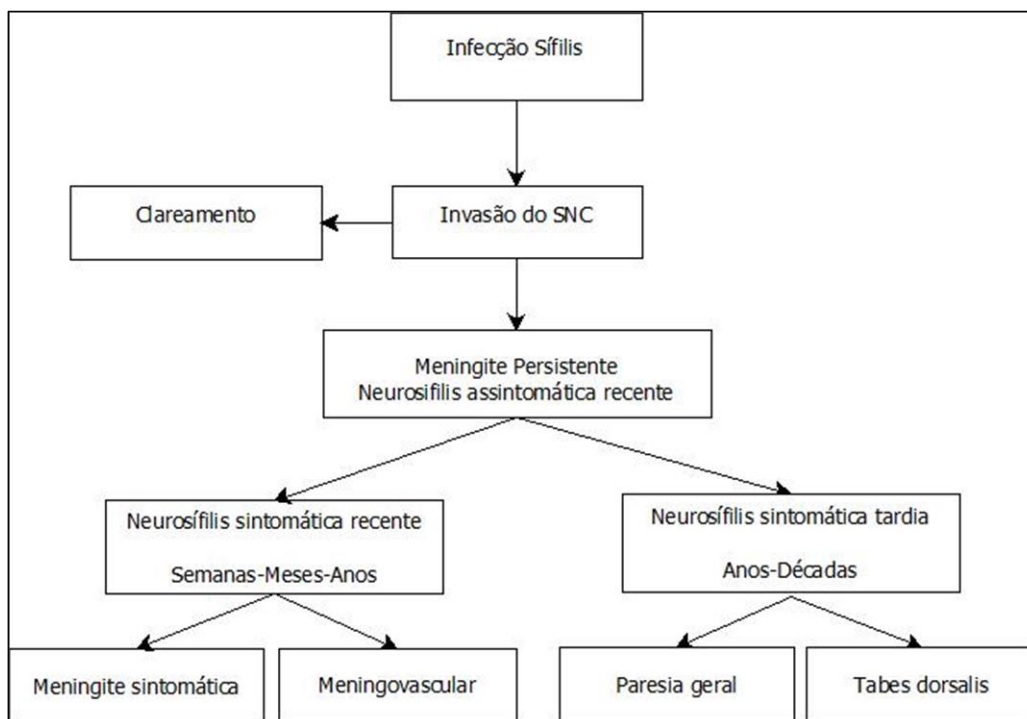 Infecção Sífilis
Clareamento
Invasão do SNC
Meningite Persistente
Neurosifilis assintomática recente
Neurosífilis sintomática recente
Semanas-Meses-Anos
Neurosífilis sintomática tardia
Anos-Décadas
Meningite sintomática
Meningovascular
Paresia geral
Tabes dorsalis